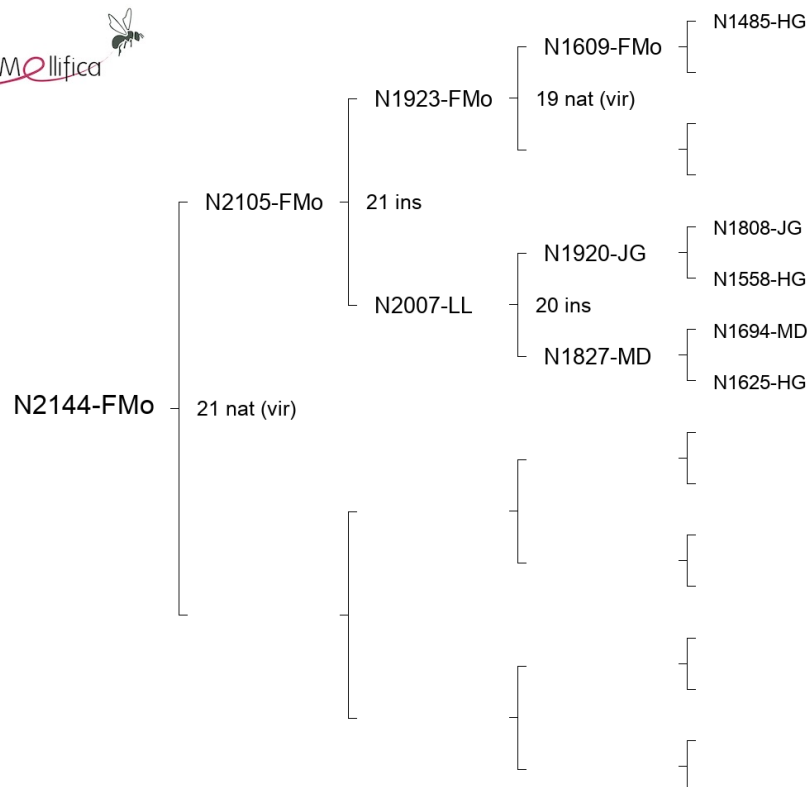 Mellifica
N1485-HG
N1609-FMo
N1923-FMo
19 nat (vir)
N2105-FMo
21 ins
N1808-JG
N1920-JG
N1558-HG
N2007-LL
20 ins
N1694-MD
N1827-MD
N1625-HG
N2144-FMo
21 nat (vir)